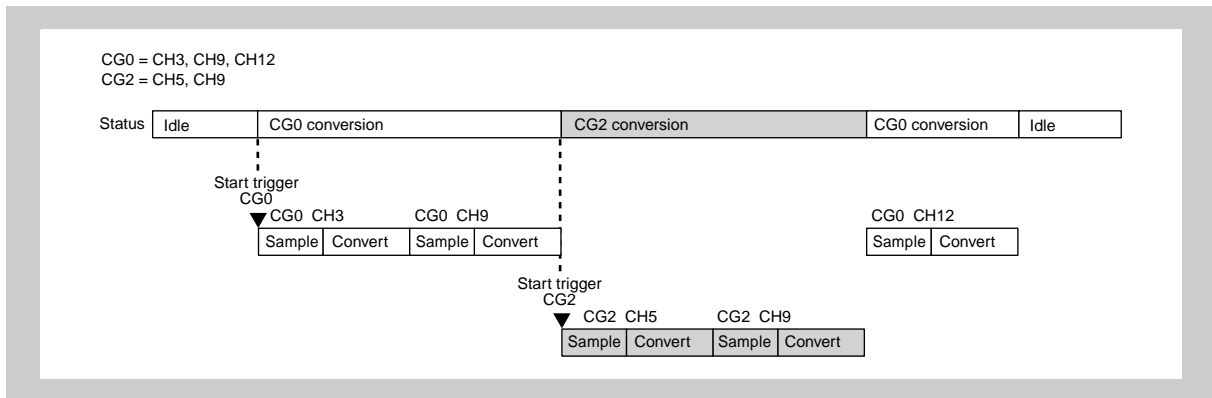 CG0 = CH3, CH9, CH12
CG2 = CH5, CH9
Status Idle CG0 conversion CG2 conversion CG0 conversion Idle
Start trigger
CG0
CG0 CH3 CG0 CH9 CG0 CH12
Sample Convert Sample Convert Sample Convert
Start trigger
CG2
CG2 CH5 CG2 CH9
Sample Convert Sample Convert